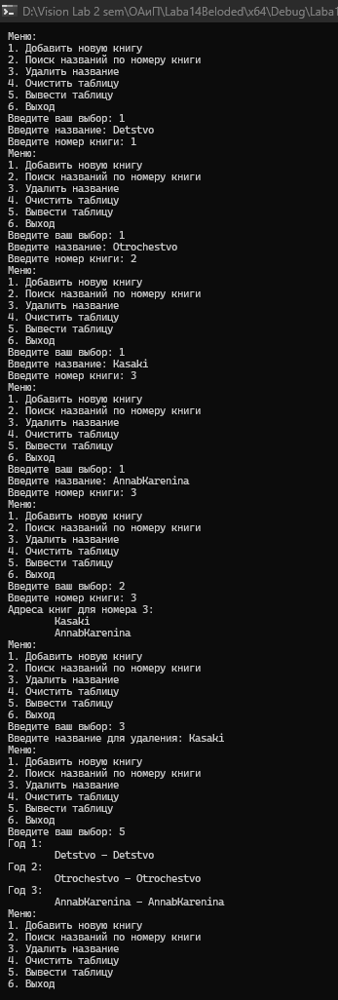 D:\Vision Lab 2 sem\ОАиП\Laba14Beloded\x64\Debug\Laba1
Меню:
1. Добавить новую книгу
2. Поиск названий по номеру книги
3. Удалить название
4. Очистить таблицу
5. Вывести таблицу
6. Выход
Введите ваш выбор: 1
Введите название: Detstvo
Введите номер книги: 1
Меню:
1. Добавить новую книгу
2. Поиск названий по номеру книги
3. Удалить название
4. Очистить таблицу
5. Вывести таблицу
6. Выход
Введите ваш выбор: 1
Введите название: Otrochestvo
Введите номер книги: 2
Меню:
1. Добавить новую книгу
2. Поиск названий по номеру книги
3. Удалить название
4. Очистить таблицу
5. Вывести таблицу
6. Выход
Введите ваш выбор: 1
Введите название: Kasaki
Введите номер книги: 3
Меню:
1. Добавить новую книгу
2. Поиск названий по номеру книги
3. Удалить название
4. Очистить таблицу
5. Вывести таблицу
6. Выход
Введите ваш выбор: 1
Введите название: AnnabKarenina
Введите номер книги: 3
Меню:
1. Добавить новую книгу
2. Поиск названий по номеру книги
3. Удалить название
4. Очистить таблицу
5. Вывести таблицу
6. Выход
Введите ваш выбор: 2
Введите номер книги: 3
Адреса книг для номера 3:
Kasaki
AnnabKarenina
Меню:
1. Добавить новую книгу
2. Поиск названий по номеру книги
3. Удалить название
4. Очистить таблицу
5. Вывести таблицу
6. Выход
Введите ваш выбор: 3
Введите название для удаления: Kasaki
Меню:
1. Добавить новую книгу
2. Поиск названий по номеру книги
3. Удалить название
4. Очистить таблицу
5. Вывести таблицу
6. Выход
Введите ваш выбор: 5
Год 1:
Detstvo - Detstvo
Год 2:
Otrochestvo - Otrochestvo
Год 3:
AnnabKarenina - AnnabKarenina
Меню:
1. Добавить новую книгу
2. Поиск названий по номеру книги
3. Удалить название
4. Очистить таблицу
5. Вывести таблицу
6. Выход